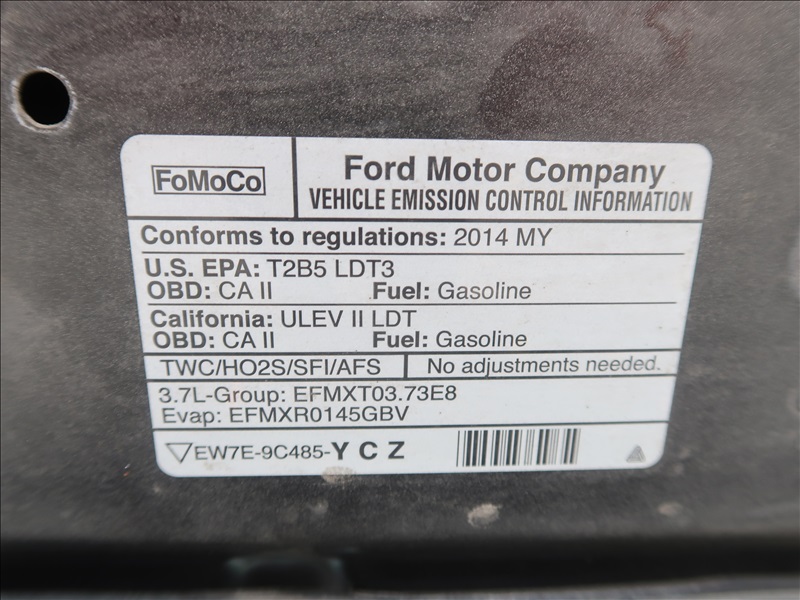 FoMoCo
Ford Motor Company
VEHICLE EMISSION CONTROL INFORMATION
Conforms to regulations: 2014 MY
U.S. EPA: T2B5 LDT3
OBD: CA II Fuel: Gasoline
California: ULEV II LDT
OBD: CA II Fuel: Gasoline
TWC/HO2S/SFI/AFS No adjustments needed.
3.7L-Group: EFMXT03.73E8
Evap: EFMXR0145GBV
EW7E-9C485-Y C Z